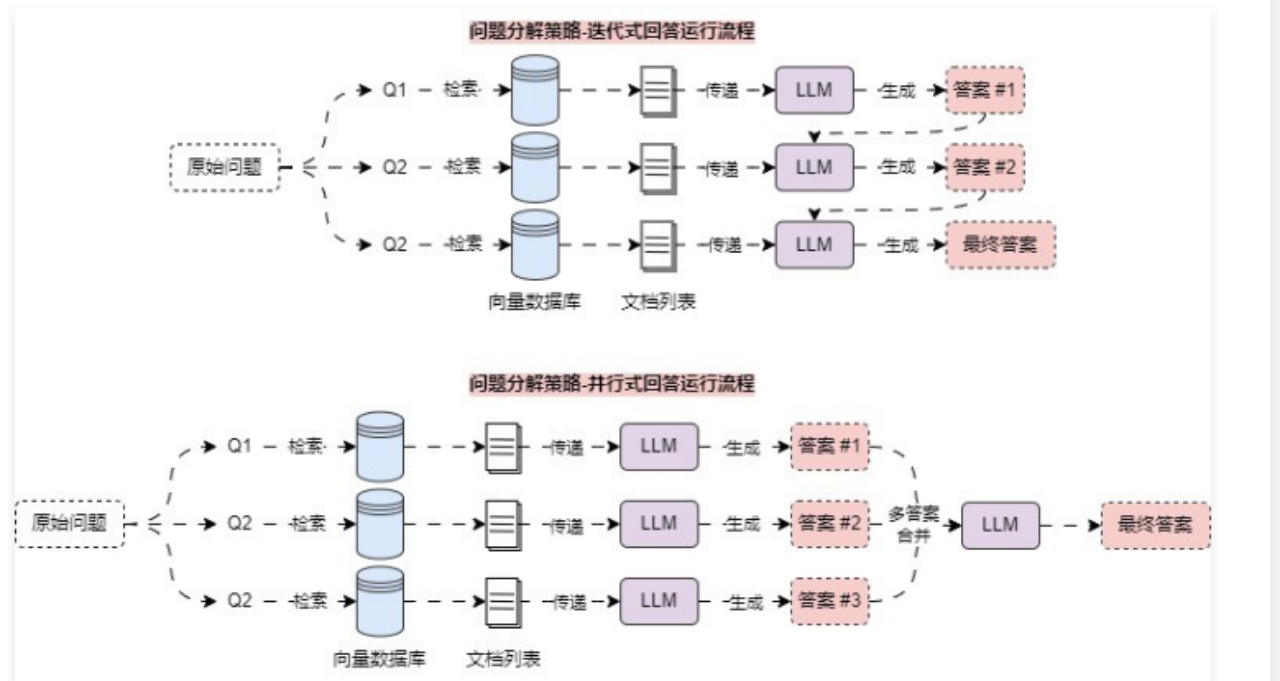 问题分解策略-迭代式回答运行流程
Q1 检索 传递 LLM 生成 答案 #1
原始问题 Q2 检索 传递 LLM 生成 答案 #2
Q2 检索 传递 LLM 生成 最终答案
向量数据库 文档列表
问题分解策略-并行式回答运行流程
Q1 检索 传递 LLM 生成 答案 #1
原始问题 Q2 检索 传递 LLM 生成 答案 #2 多答案 LLM 最终答案
合并
Q2 检索 传递 LLM 生成 答案 #3
向量数据库 文档列表